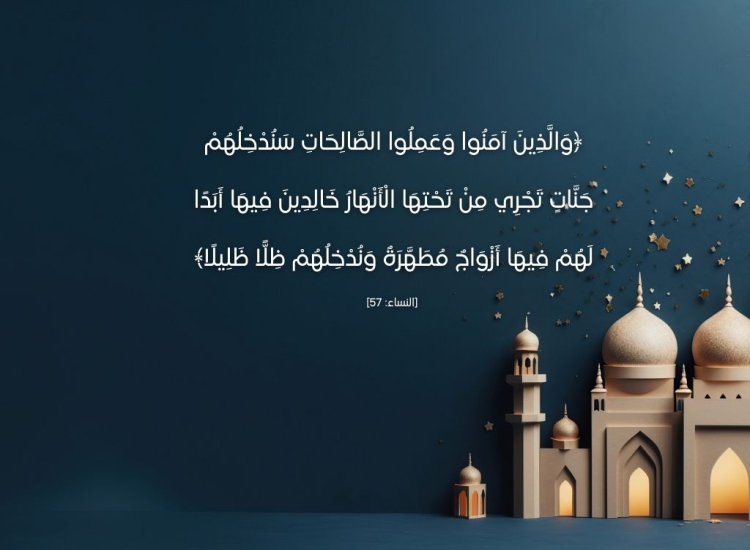 ﴿وَالَّذِينَ آمَنُوا وَعَمِلُوا الصَّالِحَاتِ سَنُدْخِلُهُمْ
جَنَّاتٍ تَجْرِي مِنْ تَحْتِهَا الْأَنْهَارُ خَالِدِينَ فِيهَا أَبَدًا
لَهُمْ فِيهَا أَزْوَاجٌ مُطَهَّرَةٌ وَنُدْخِلُهُمْ ظِلًّا ظَلِيلًا﴾
[النساء: 57]